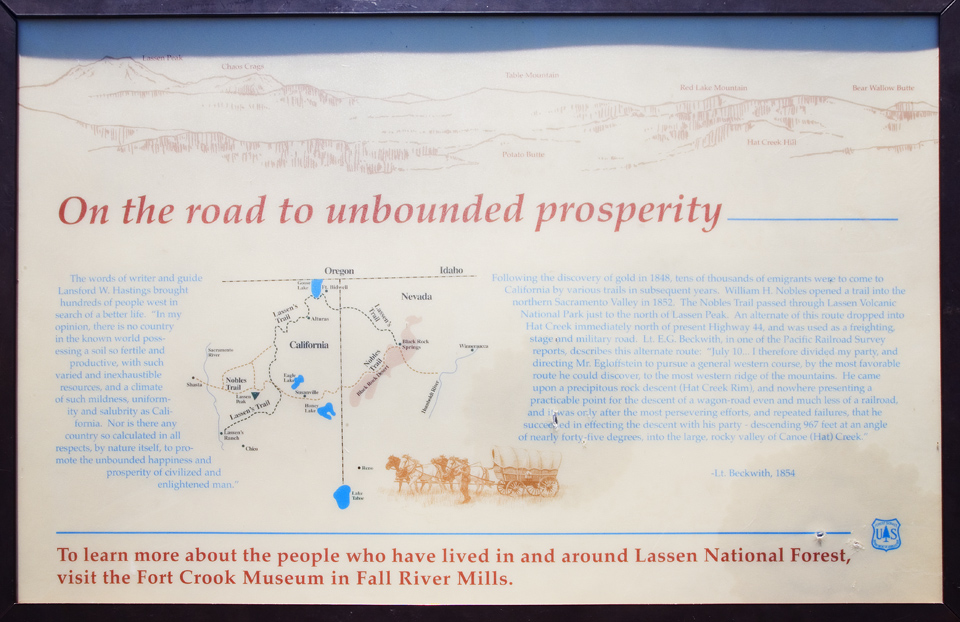 Lassen Peak
Chaos Crags
Table Mountain
Red Lake Mountain
Bear Wallow Butte
Hat Creek Hill
Potato Butte
On the road to unbounded prosperity
The words of writer and guide
Lansford W. Hastings brought
hundreds of people west in
search of a better life. "In my
opinion, there is no country
in the known world poss-
essing a soil so fertile and
productive, with such
varied and inexhaustible
resources, and a climate
of such mildness, uniform-
ity and salubrity as Cali-
fornia. Nor is there any
country so calculated in all
respects, by nature itself, to pro-
mote the unbounded happiness and
prosperity of civilized and
enlightened man."
Oregon
Idaho
Goose
Lake
Ft. Bidwell
Nevada
Lassen's
Trail
Alturas
Lassen's
Trail
California
Sacramento
River
Black Rock
Springs
Winnemucca
Nobles
Trail
Black Rock Desert
Humboldt River
Shasta
Nobles
Trail
Lassen
Peak
Eagle
Lake
Susanville
Honey
Lake
Lassen's Trail
Lassen's
Ranch
Chico
Reno
Lake
Tahoe
Following the discovery of gold in 1848, tens of thousands of emigrants were to come to
California by various trails in subsequent years. William H. Nobles opened a trail into the
northern Sacramento Valley in 1852. The Nobles Trail passed through Lassen Volcanic
National Park just to the north of Lassen Peak. An alternate of this route dropped into
Hat Creek immediately north of present Highway 44, and was used as a freighting,
stage and military road. Lt. E.G. Beckwith, in one of the Pacific Railroad Survey
reports, describes this alternate route: "July 10... I therefore divided my party, and
directing Mr. Egloffstein to pursue a general western course, by the most favorable
route he could discover, to the most western ridge of the mountains. He came
upon a precipitous rock descent (Hat Creek Rim), and nowhere presenting a
practicable point for the descent of a wagon-road even and much less of a railroad,
and it was only after the most persevering efforts, and repeated failures, that he
succeeded in effecting the descent with his party - descending 967 feet at an angle
of nearly forty-five degrees, into the large, rocky valley of Canoe (Hat) Creek."
-Lt. Beckwith, 1854
U S
To learn more about the people who have lived in and around Lassen National Forest,
visit the Fort Crook Museum in Fall River Mills.